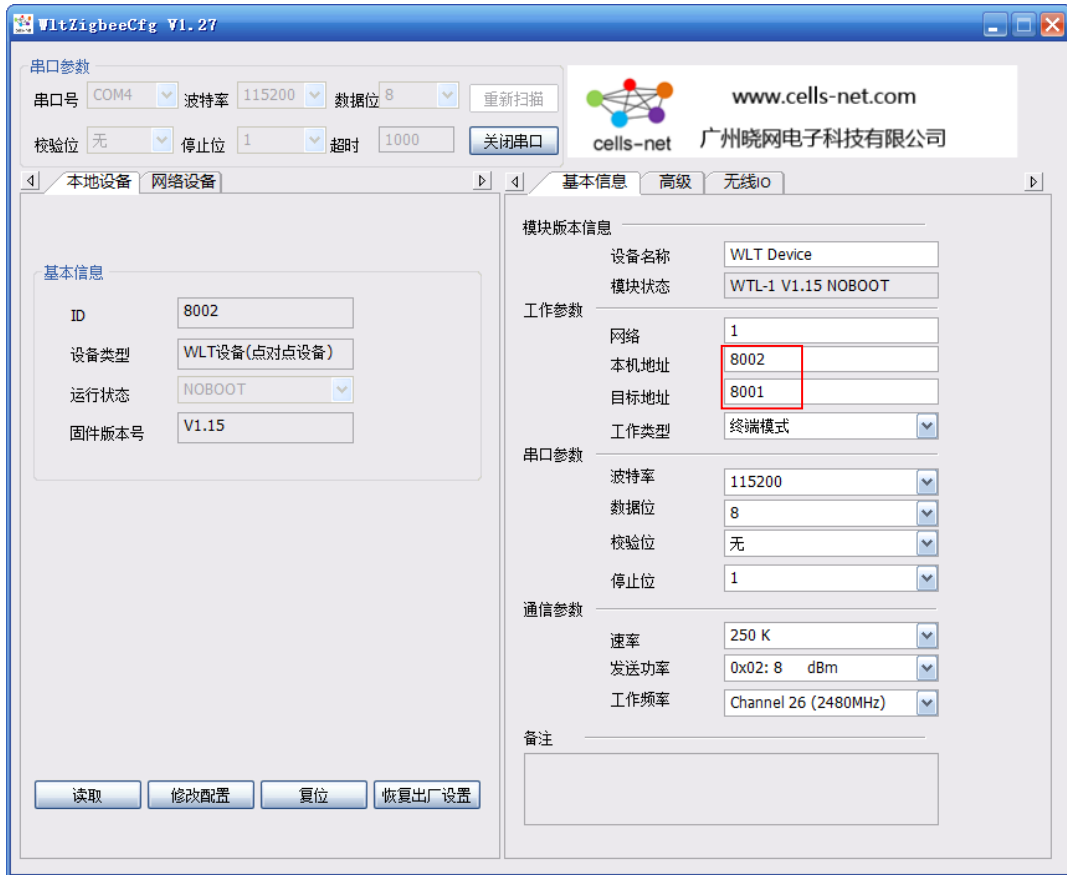 WltZigbeeCfg V1.27
串口参数
串口号 COM4 波特率 115200 数据位 8 重新扫描
校验位 无 停止位 1 超时 1000 关闭串口
cells-net
www.cells-net.com
广州晓网电子科技有限公司
本地设备 网络设备
基本信息
ID 8002
设备类型 WLT设备(点对点设备)
运行状态 NOBOOT
固件版本号 V1.15
读取 修改配置 复位 恢复出厂设置
基本信息 高级 无线IO
模块版本信息
设备名称 WLT Device
模块状态 WTL-1 V1.15 NOBOOT
工作参数
网络 1
本机地址 8002
目标地址 8001
工作类型 终端模式
串口参数
波特率 115200
数据位 8
校验位 无
停止位 1
通信参数
速率 250 K
发送功率 0x02: 8 dBm
工作频率 Channel 26 (2480MHz)
备注